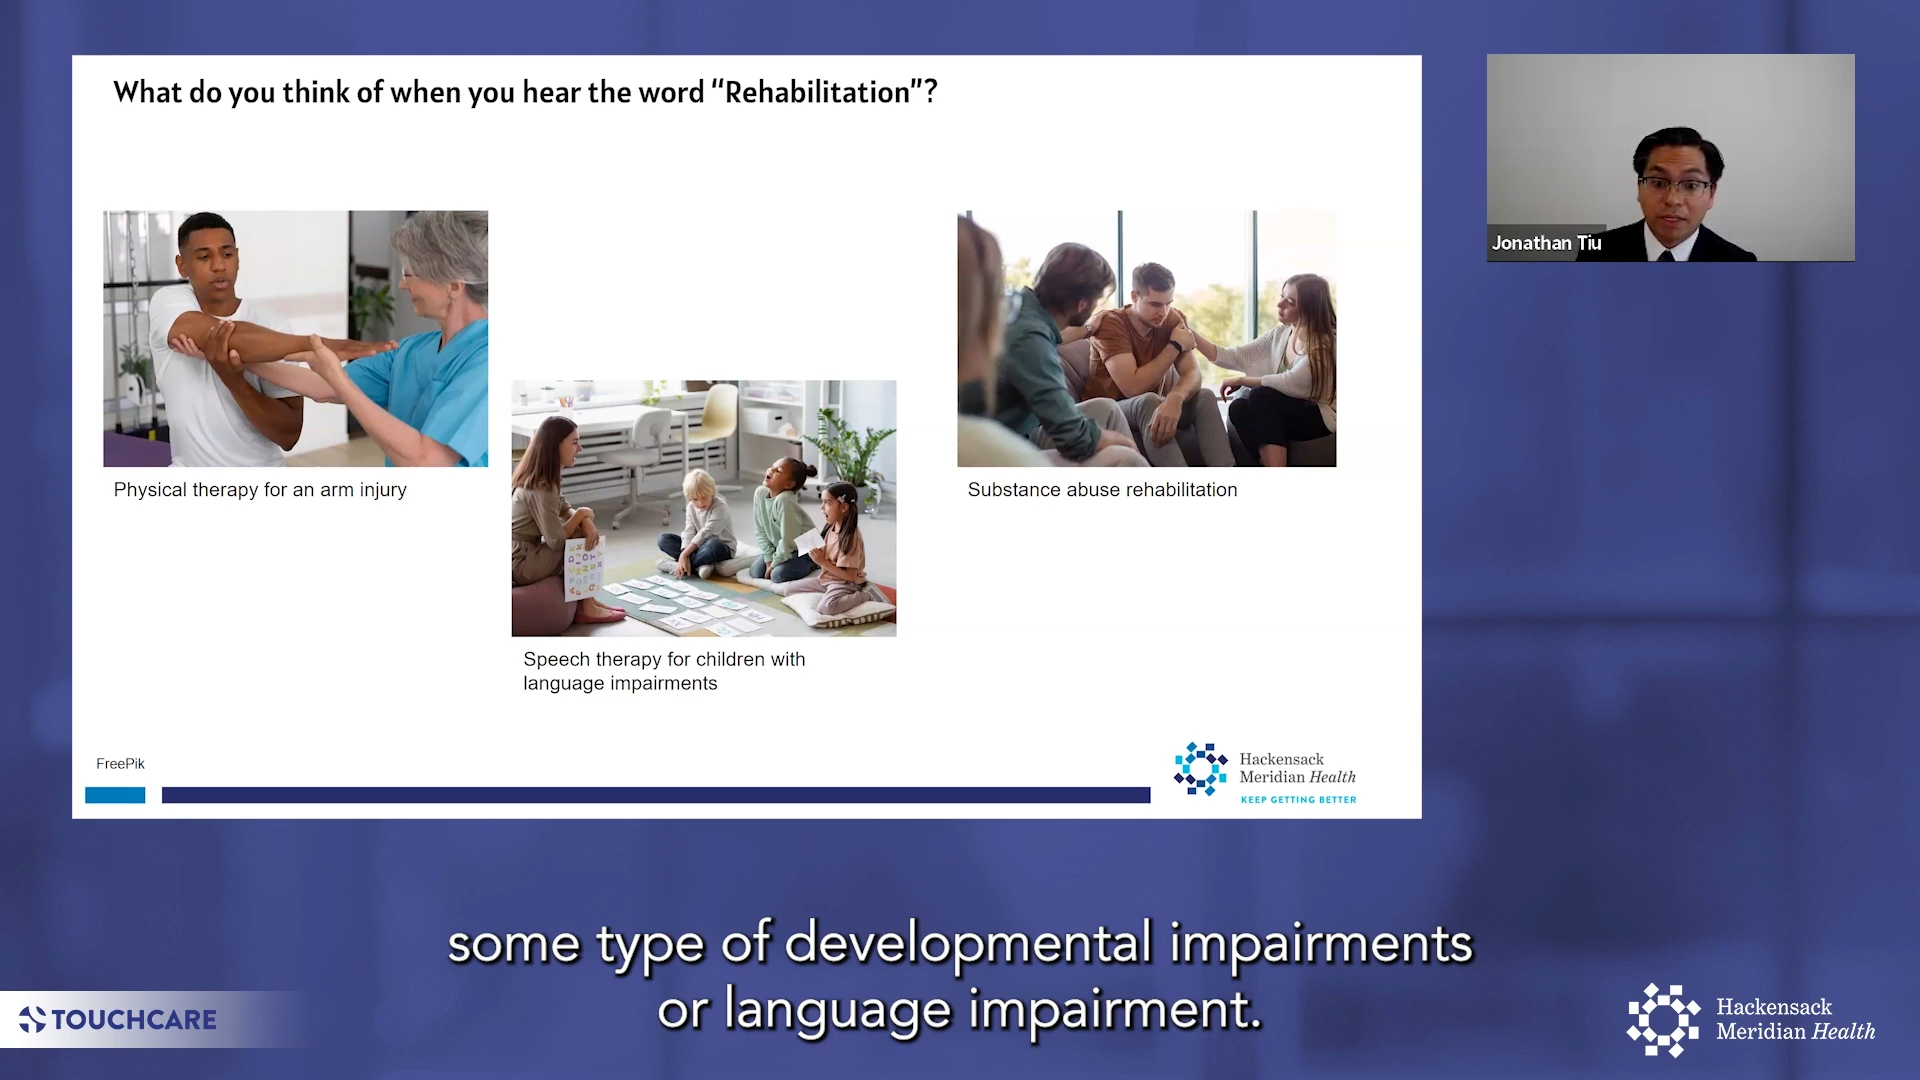 What do you think of when you hear the word “Rehabilitation”?
Jonathan Tiu
Physical therapy for an arm injury
Substance abuse rehabilitation
Speech therapy for children with
language impairments
FreePik
Hackensack
Meridian Health
KEEP GETTING BETTER
some type of developmental impairments
or language impairment.
TOUCHCARE
Hackensack
Meridian Health